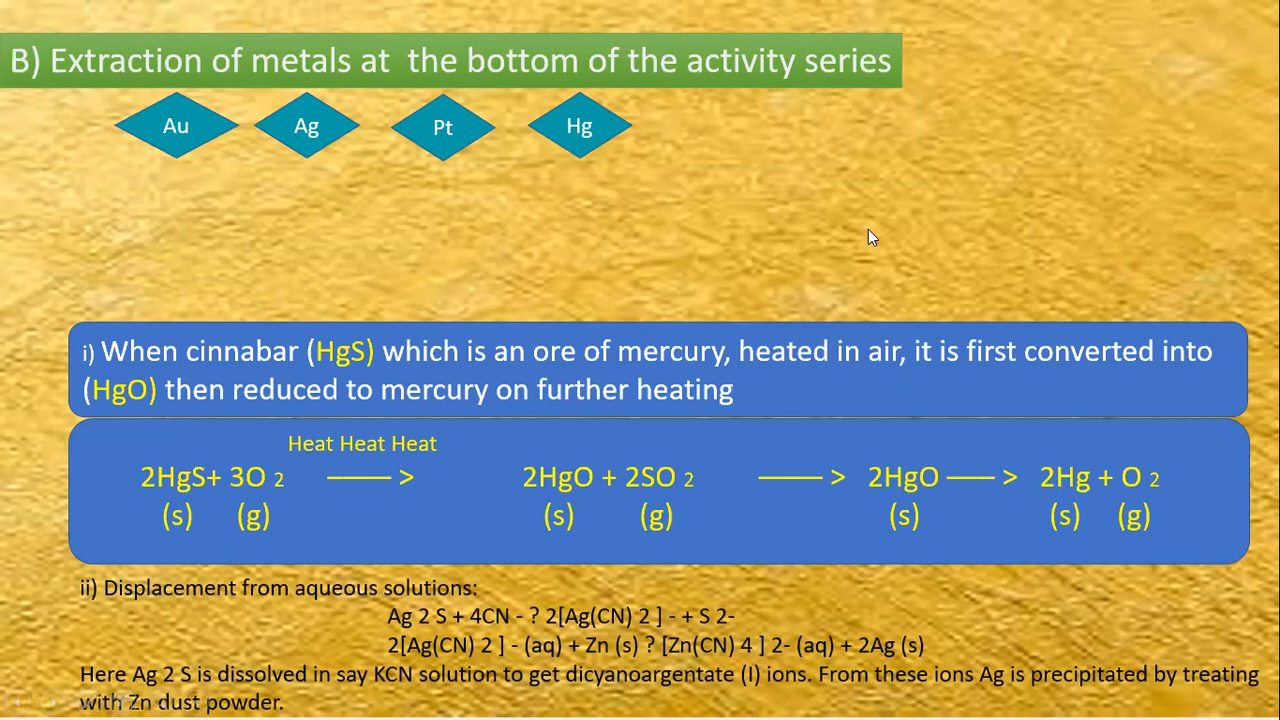 B) Extraction of metals at the bottom of the activity series
Au Ag Pt Hg
i) When cinnabar (HgS) which is an ore of mercury, heated in air, it is first converted into
(HgO) then reduced to mercury on further heating
Heat Heat Heat
2HgS+ 3O 2 —— > 2HgO + 2SO 2 —— > 2HgO —— > 2Hg + O 2
(s) (g) (s) (g) (s) (s) (g)
ii) Displacement from aqueous solutions:
Ag 2 S + 4CN - ? 2[Ag(CN) 2 ] - + S 2-
2[Ag(CN) 2 ] - (aq) + Zn (s) ? [Zn(CN) 4 ] 2- (aq) + 2Ag (s)
Here Ag 2 S is dissolved in say KCN solution to get dicyanoargentate (I) ions. From these ions Ag is precipitated by treating
with Zn dust powder.